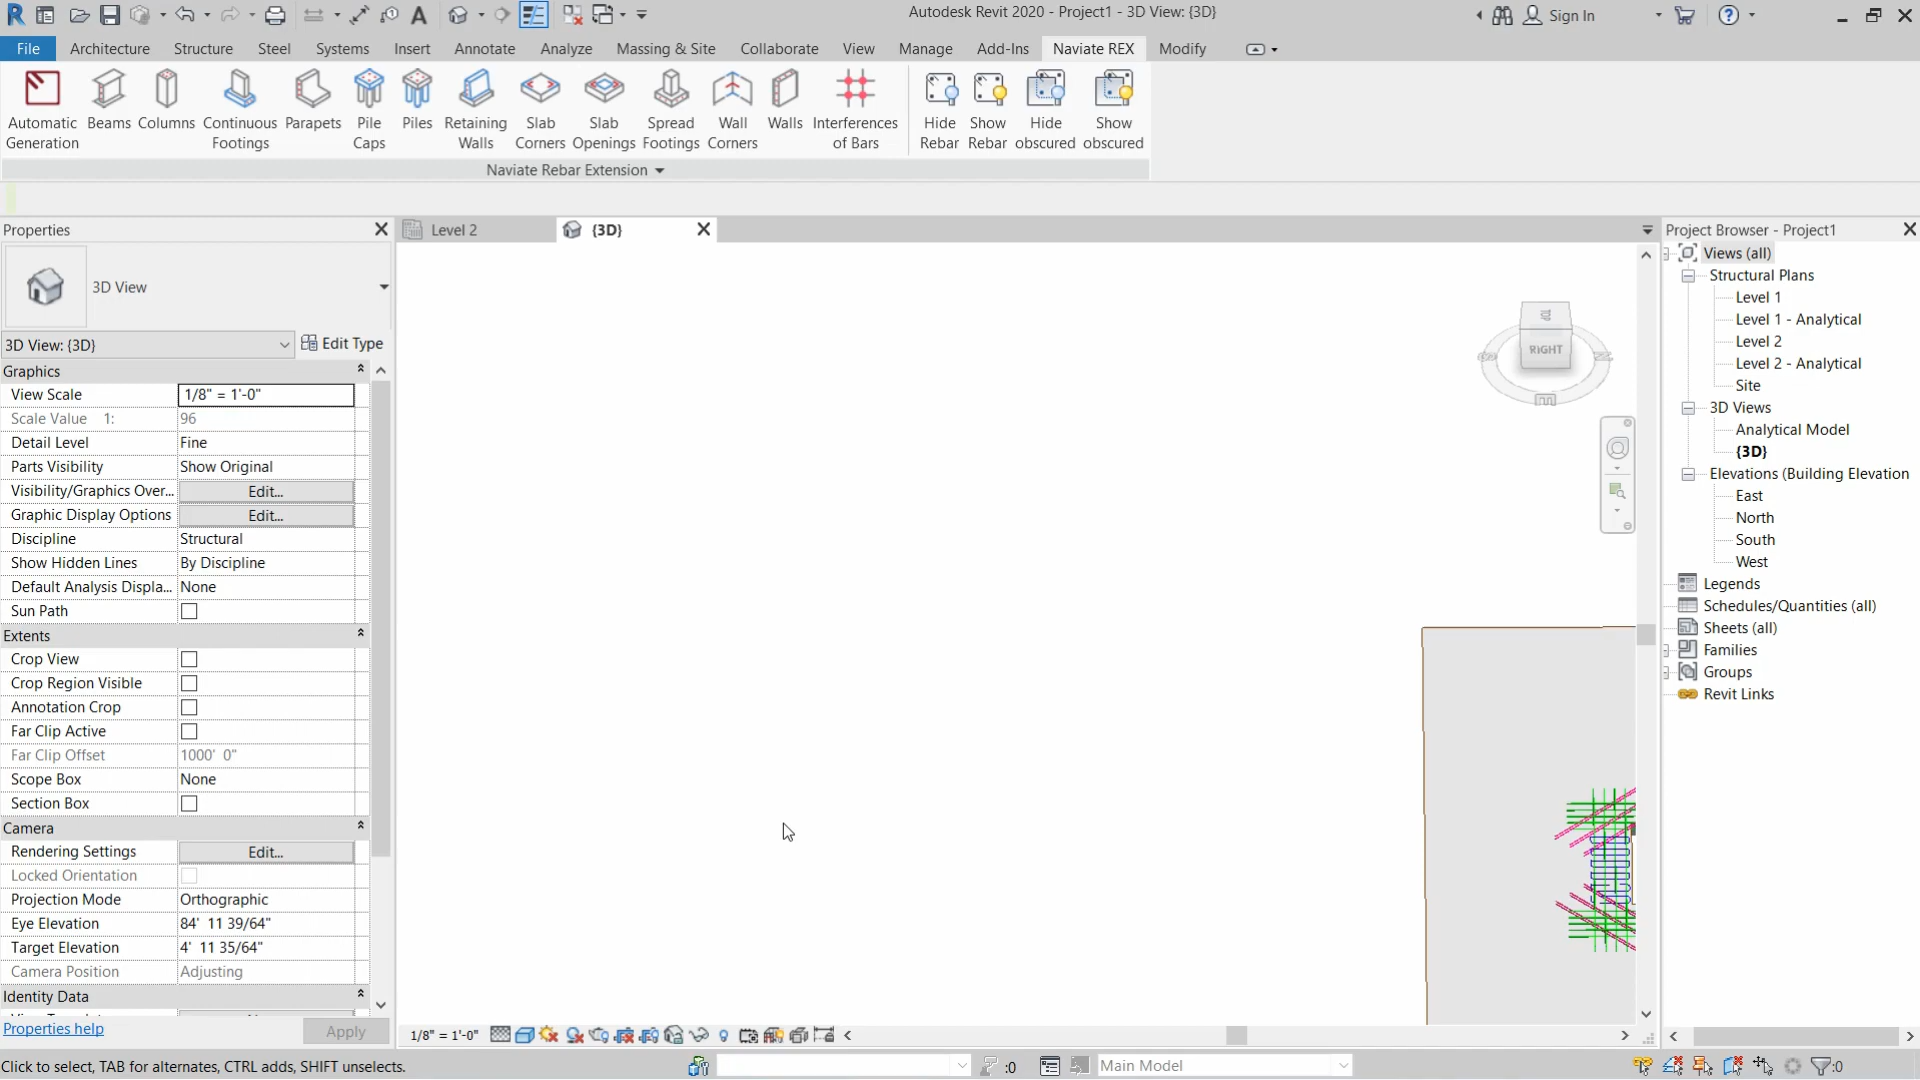 Autodesk Revit 2020 - Project1 - 3D View: {3D}
Sign In
File
Architecture
Structure
Steel
Systems
Insert
Annotate
Analyze
Massing & Site
Collaborate
View
Manage
Add-Ins
Naviate REX
Modify
Automatic
Generation
Beams
Columns
Continuous
Footings
Parapets
Pile
Caps
Piles
Retaining
Walls
Slab
Corners
Slab
Openings
Spread
Footings
Wall
Corners
Walls
Interferences
of Bars
Hide
Rebar
Show
Rebar
Hide
obscured
Show
obscured
Naviate Rebar Extension
Properties
3D View
3D View: {3D}
Edit Type
Graphics
View Scale 1/8" = 1'-0"
Scale Value 1: 96
Detail Level Fine
Parts Visibility Show Original
Visibility/Graphics Over... Edit...
Graphic Display Options Edit...
Discipline Structural
Show Hidden Lines By Discipline
Default Analysis Displa... None
Sun Path
Extents
Crop View
Crop Region Visible
Annotation Crop
Far Clip Active
Far Clip Offset 1000' 0"
Scope Box None
Section Box
Camera
Rendering Settings Edit...
Locked Orientation
Projection Mode Orthographic
Eye Elevation 84' 11 39/64"
Target Elevation 4' 11 35/64"
Camera Position Adjusting
Identity Data
Properties help
Apply
Level 2
{3D}
RIGHT
1/8" = 1'-0"
Project Browser - Project1
Views (all)
Structural Plans
Level 1
Level 1 - Analytical
Level 2
Level 2 - Analytical
Site
3D Views
Analytical Model
{3D}
Elevations (Building Elevation
East
North
South
West
Legends
Schedules/Quantities (all)
Sheets (all)
Families
Groups
Revit Links
Click to select, TAB for alternates, CTRL adds, SHIFT unselects.
:0
Main Model
:0